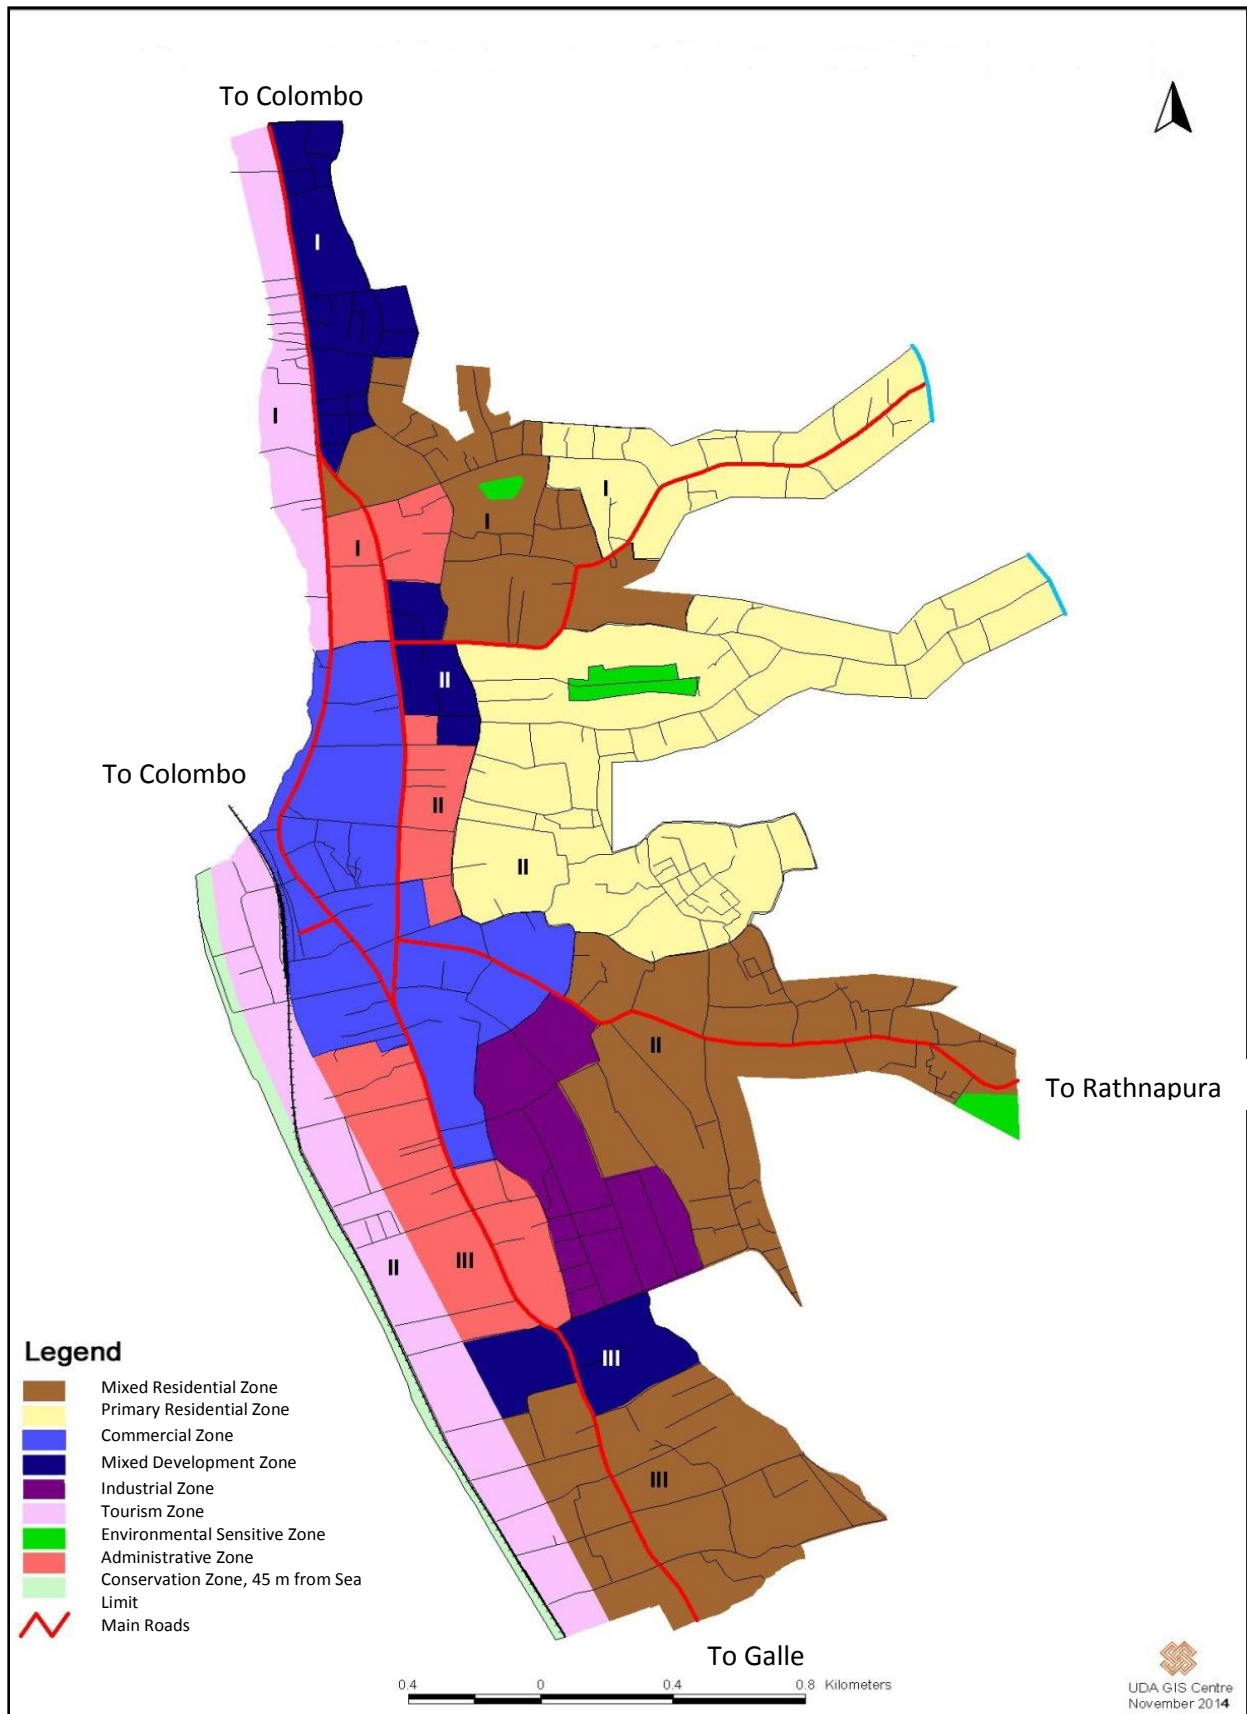 To Colombo
I
I
I
I
I
II
To Colombo
II
II
II
To Rathnapura
II
III
III
III
Legend
Mixed Residential Zone
Primary Residential Zone
Commercial Zone
Mixed Development Zone
Industrial Zone
Tourism Zone
Environmental Sensitive Zone
Administrative Zone
Conservation Zone, 45 m from Sea
Limit
Main Roads
To Galle
0.4 0 0.4 0.8 Kilometers
UDA GIS Centre
November 2014